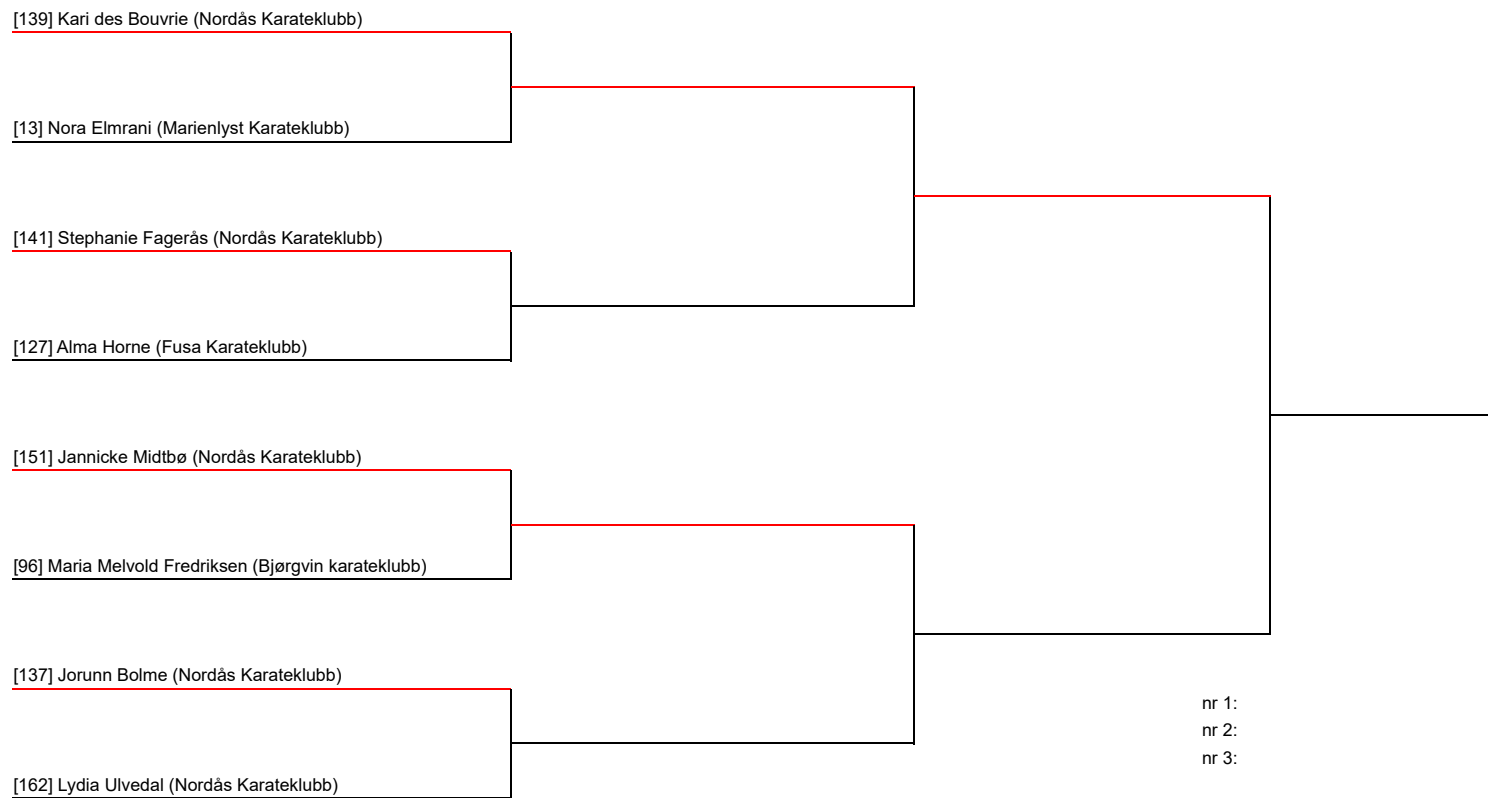 [139] Kari des Bouvrie (Nordås Karateklubb)
[13] Nora Elmrani (Marienlyst Karateklubb)
[141] Stephanie Fagerås (Nordås Karateklubb)
[127] Alma Horne (Fusa Karateklubb)
[151] Jannicke Midtbø (Nordås Karateklubb)
[96] Maria Melvold Fredriksen (Bjørgvin karateklubb)
[137] Jorunn Bolme (Nordås Karateklubb)
[162] Lydia Ulvedal (Nordås Karateklubb)
nr 1:
nr 2:
nr 3: